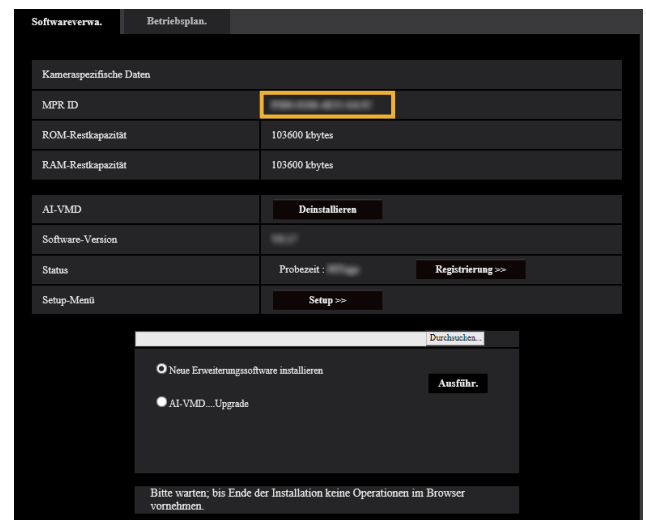 Softwareverwa. Betriebsplan.
Kameraspezifische Daten
MPR ID
ROM-Restkapazität 103600 kbytes
RAM-Restkapazität 103600 kbytes
AI-VMD Deinstallieren
Software-Version
Status Probezeit : Registrierung >>
Setup-Menü Setup >>
Durchsuchen...
Neue Erweiterungssoftware installieren
Ausführ.
AI-VMD....Upgrade
Bitte warten; bis Ende der Installation keine Operationen im Browser
vornehmen.